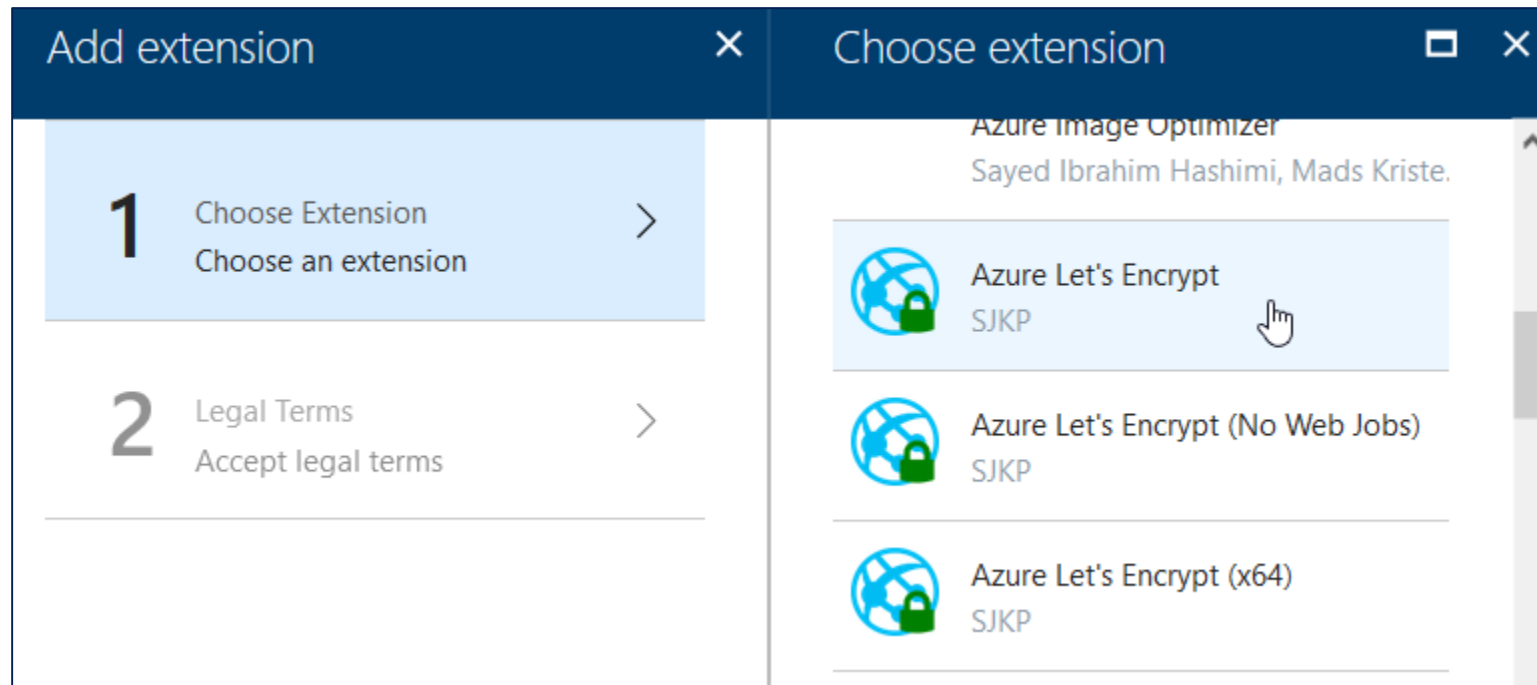 Add extension
Choose extension
1
Choose Extension
Choose an extension
2
Legal Terms
Accept legal terms
Azure Image Optimizer
Sayed Ibrahim Hashimi, Mads Kriste.
Azure Let's Encrypt
SJKP
Azure Let's Encrypt (No Web Jobs)
SJKP
Azure Let's Encrypt (x64)
SJKP